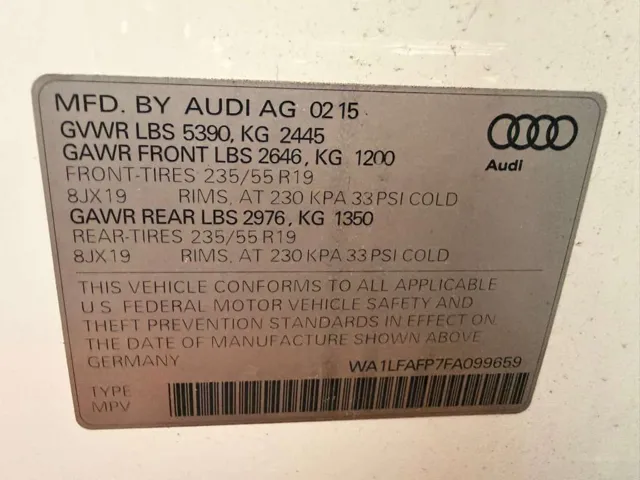 MFD. BY AUDI AG 02 15
GVWR LBS 5390, KG 2445
GAWR FRONT LBS 2646, KG 1200
FRONT-TIRES 235/55 R19
8JX19 RIMS, AT 230 KPA 33 PSI COLD
GAWR REAR LBS 2976, KG 1350
REAR-TIRES 235/55 R19
8JX19 RIMS, AT 230 KPA 33 PSI COLD
Audi
THIS VEHICLE CONFORMS TO ALL APPLICABLE
U.S. FEDERAL MOTOR VEHICLE SAFETY AND
THEFT PREVENTION STANDARDS IN EFFECT ON
THE DATE OF MANUFACTURE SHOWN ABOVE
GERMANY WA1LFAFP7FA099659
TYPE
MPV